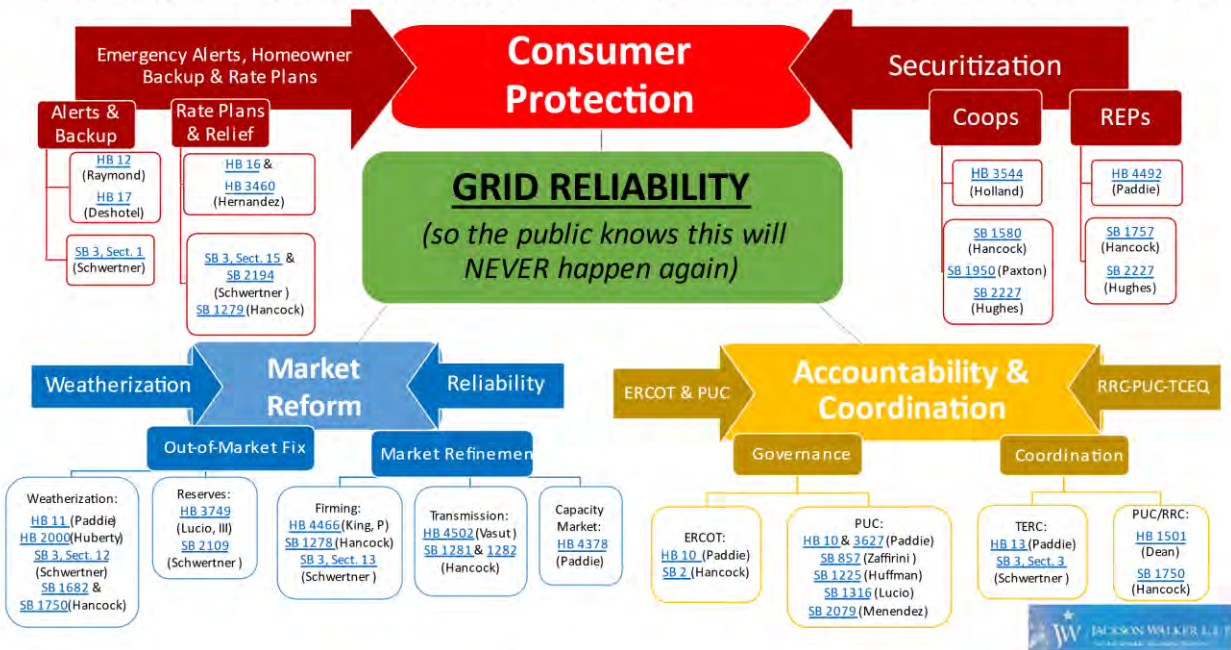 Emergency Alerts, Homeowner
Backup & Rate Plans
Consumer
Protection
Securitization
Alerts &
Backup
Rate Plans
& Relief
Coops
REPs
HB 12
(Raymond)
HB 17
(Deshotel)
SB 3, Sect. 1
(Schwertner)
HB 16 &
HB 3460
(Hernandez)
SB 3, Sect. 15 &
SB 2194
(Schwertner )
SB 1279 (Hancock)
GRID RELIABILITY
(so the public knows this will
NEVER happen again)
HB 3544
(Holland)
SB 1580
(Hancock)
SB 1950 (Paxton)
SB 2227
(Hughes)
HB 4492
(Paddie)
SB 1757
(Hancock)
SB 2227
(Hughes)
Weatherization
Market
Reform
Reliability
ERCOT & PUC
Accountability &
Coordination
RRC-PUC-TCEQ
Out-of-Market Fix
Market Refinemen
Governance
Coordination
Weatherization:
HB 11 (Paddie)
HB 2000 (Huberty)
SB 3, Sect. 12
(Schwertner)
SB 1682 &
SB 1750 (Hancock)
Reserves:
HB 3749
(Lucio, III)
SB 2109
(Schwertner )
Firming:
HB 4466 (King, P)
SB 1278 (Hancock)
SB 3, Sect. 13
(Schwertner )
Transmission:
HB 4502 (Vasut )
SB 1281 & 1282
(Hancock)
Capacity
Market:
HB 4378
(Paddie)
ERCOT:
HB 10 (Paddie)
SB 2 (Hancock)
PUC:
HB 10 & 3627 (Paddie)
SB 857 (Zaffirini )
SB 1225 (Huffman)
SB 1316 (Lucio)
SB 2079 (Menendez)
TERC:
HB 13 (Paddie)
SB 3, Sect. 3
(Schwertner )
PUC/RRC:
HB 1501
(Dean)
SB 1750
(Hancock)
JW JACKSON WALKER L.L.P